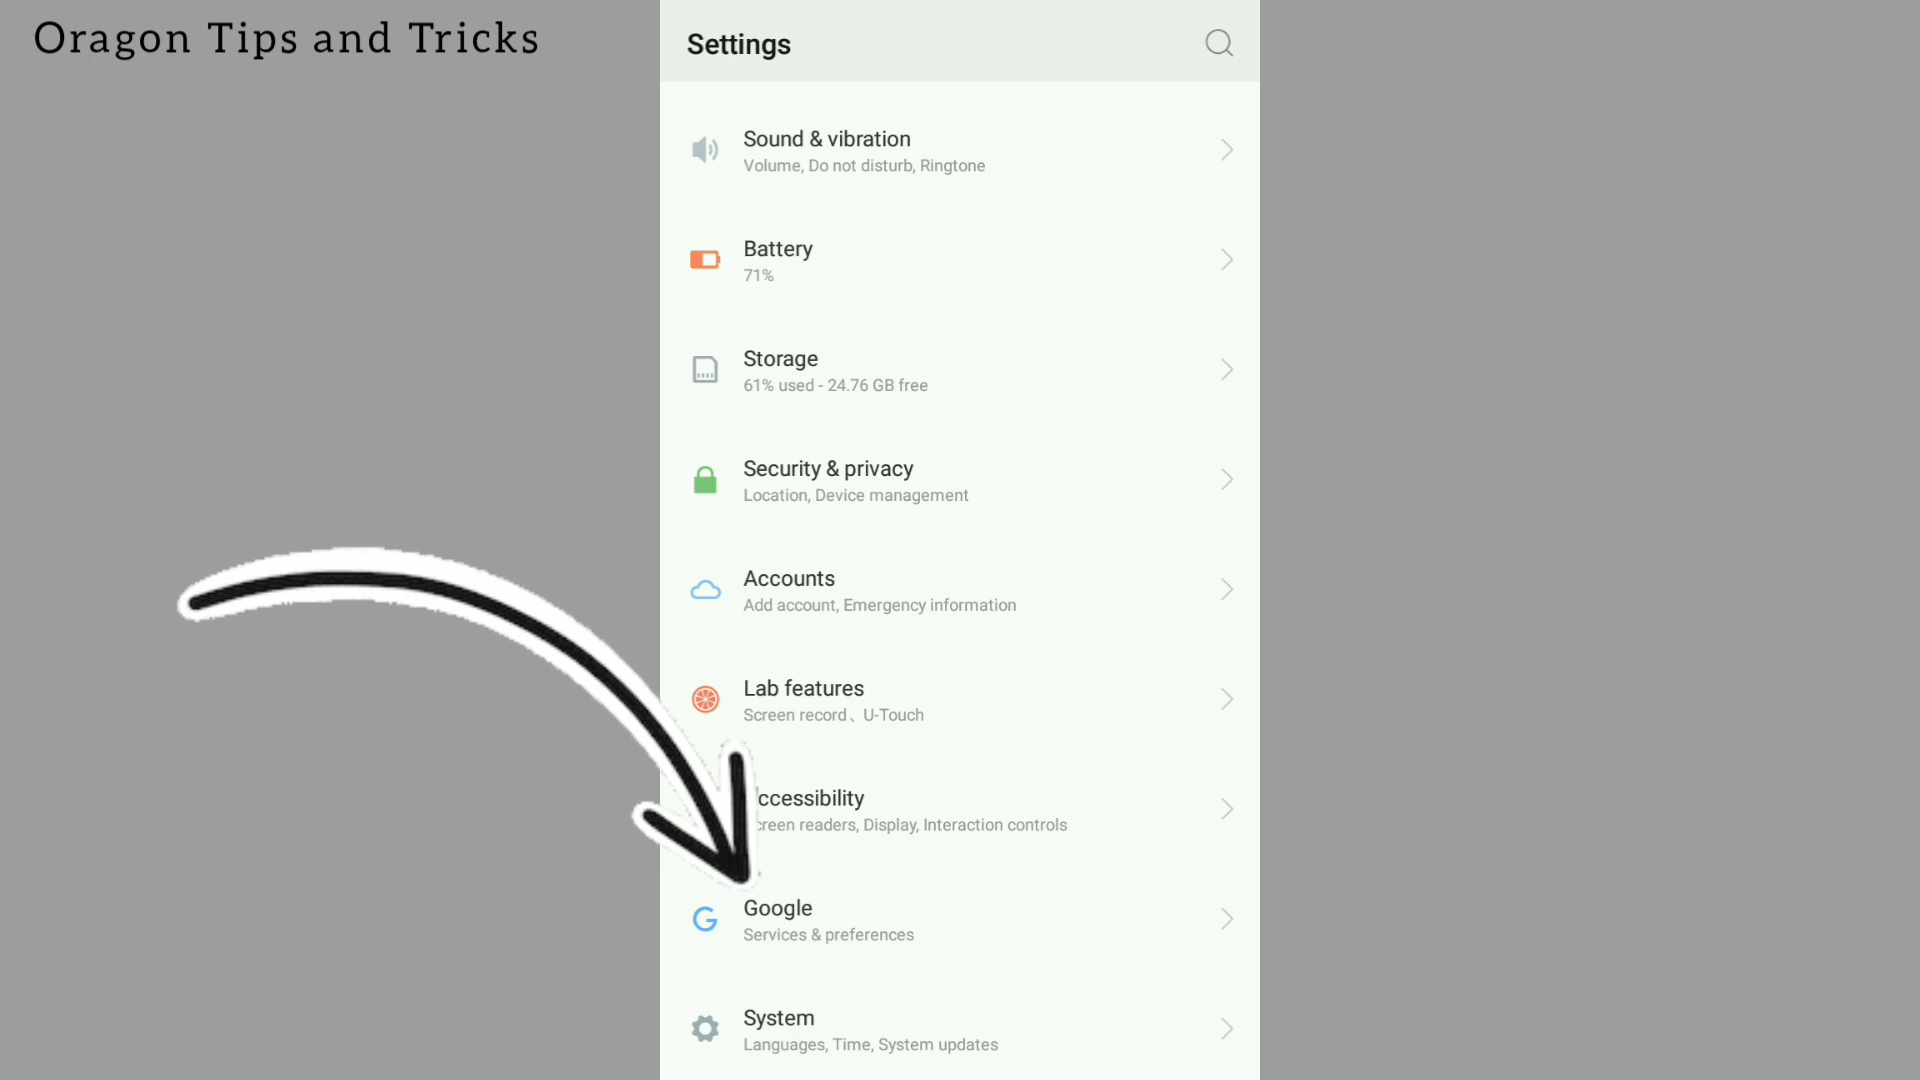 Oragon Tips and Tricks
Settings
Sound & vibration
Volume, Do not disturb, Ringtone
Battery
71%
Storage
61% used - 24.76 GB free
Security & privacy
Location, Device management
Accounts
Add account, Emergency information
Lab features
Screen record、U-Touch
ccessibility
creen readers, Display, Interaction controls
Google
Services & preferences
System
Languages, Time, System updates